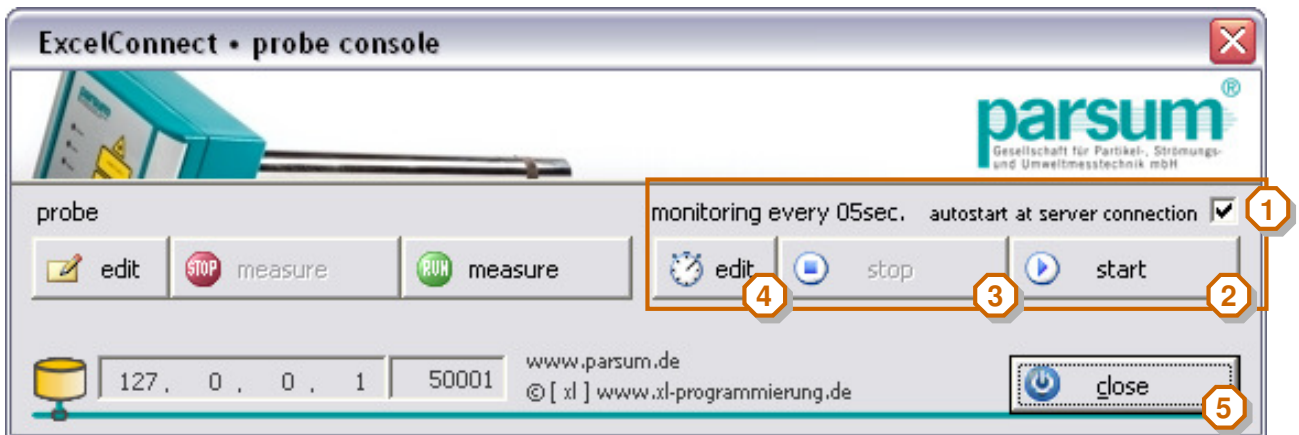 ExcelConnect • probe console
parsum®
Gesellschaft für Partikel-, Strömungs-
und Umweltmesstechnik mbH
probe
monitoring every 05sec. autostart at server connection 1
edit STOP measure RUN measure edit 4 stop 3 start 2
127. 0. 0. 1 50001
www.parsum.de
© [ xl ] www.xl-programmierung.de
close 5